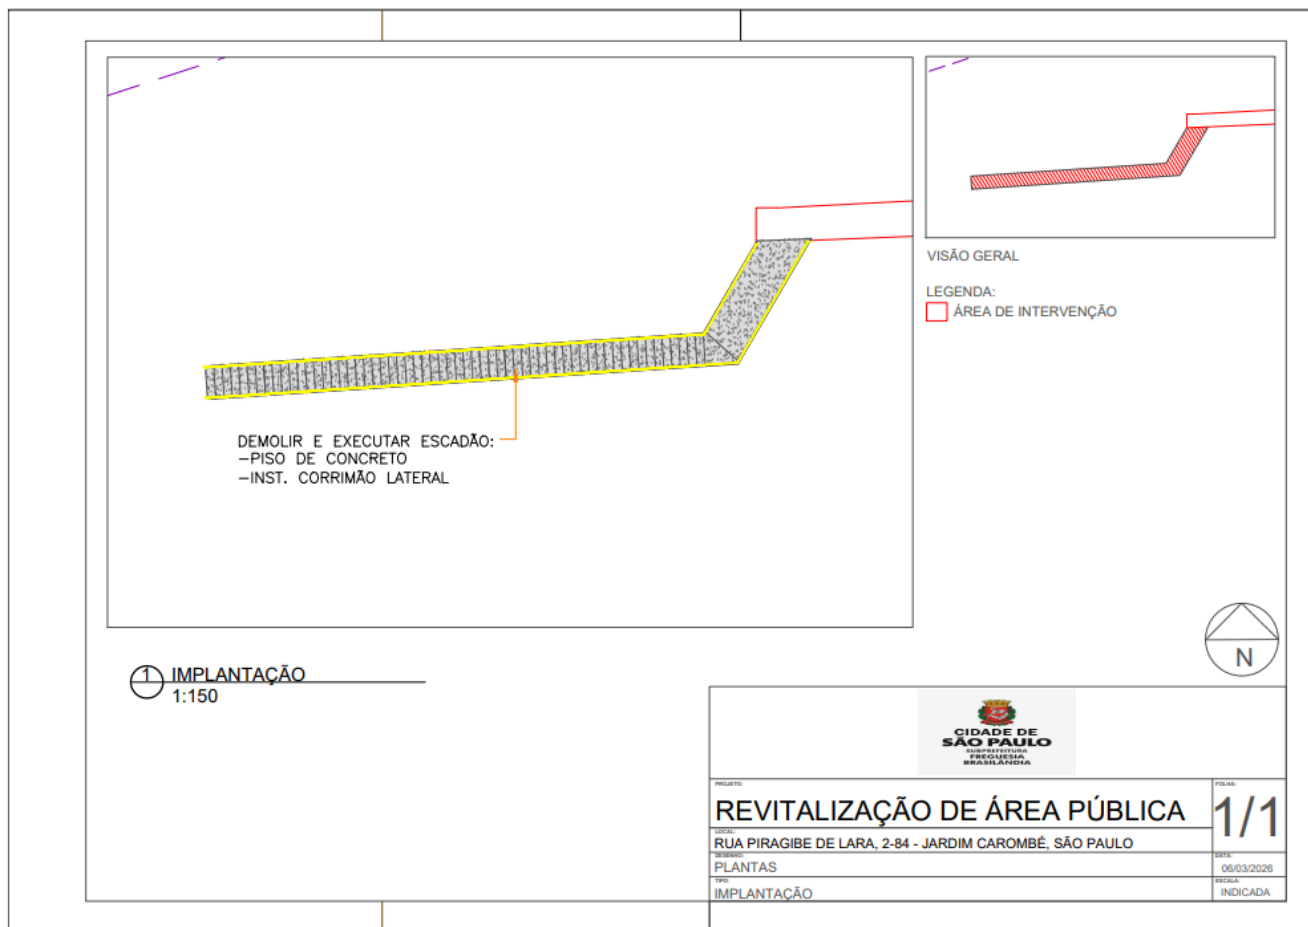 DEMOLIR E EXECUTAR ESCADÃO:
-PISO DE CONCRETO
-INST. CORRIMÃO LATERAL
VISÃO GERAL
LEGENDA:
ÁREA DE INTERVENÇÃO
1 IMPLANTAÇÃO
1:150
N
CIDADE DE
SÃO PAULO
SUBPREFEITURA
FREGUESIA
BRASILÂNDIA
PROJETO:
REVITALIZAÇÃO DE ÁREA PÚBLICA
FOLHA:
1/1
LOCAL:
RUA PIRAGIBE DE LARA, 2-84 - JARDIM CAROMBÉ, SÃO PAULO
DESENHO:
PLANTAS
DATA:
06/03/2026
TIPO:
IMPLANTAÇÃO
ESCALA:
INDICADA